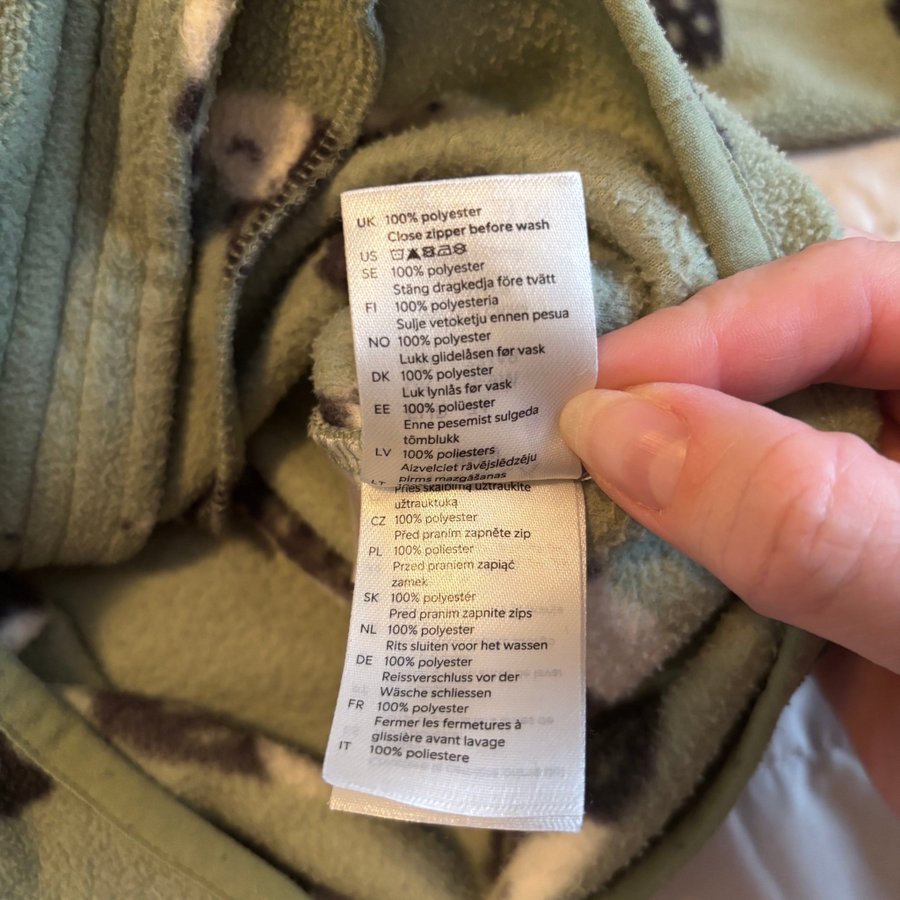 UK 100% polyester
Close zipper before wash
US
SE 100% polyester
Stäng dragkedja före tvätt
FI 100% polyesteria
Sulje vetoketju ennen pesua
NO 100% polyester
Lukk glidelåsen før vask
DK 100% polyester
Luk lynlås før vask
EE 100% polüester
Enne pesemist sulgeda
tõmblukk
LV 100% poliesters
Aizvelciet rāvējslēdzēju
pirms mazgāšanas
Prieš skalbimą užtraukite
užtrauktuką
CZ 100% polyester
Před praním zapněte zip
PL 100% poliester
Przed praniem zapiąć
zamek
SK 100% polyester
Pred praním zapnite zips
NL 100% polyester
Rits sluiten voor het wassen
DE 100% polyester
Reissverschluss vor der
Wäsche schliessen
FR 100% polyester
Fermer les fermetures à
glissière avant lavage
IT 100% poliestere